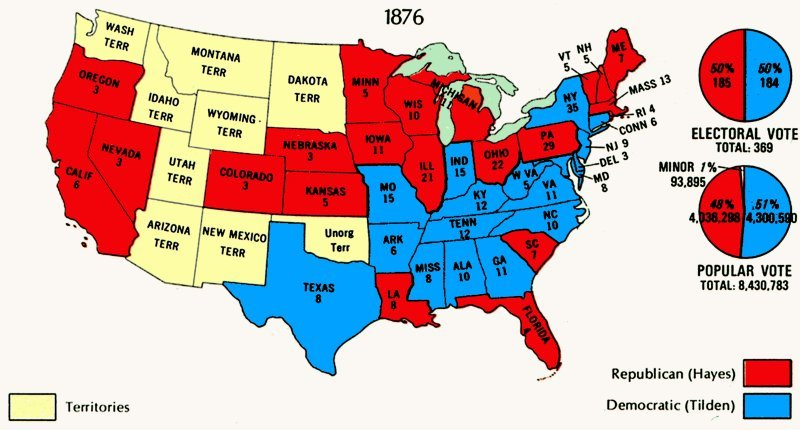 1876
WASH
TERR
OREGON
3
CALIF
6
NEVADA
3
IDAHO
TERR
MONTANA
TERR
WYOMING
TERR
UTAH
TERR
ARIZONA
TERR
COLORADO
3
NEW MEXICO
TERR
DAKOTA
TERR
NEBRASKA
3
KANSAS
5
Unorg
Terr
TEXAS
8
MINN
5
IOWA
11
MO
15
ARK
6
LA
8
WIS
10
ILL
21
MICHIGAN
11
IND
15
OHIO
22
KY
12
TENN
12
MISS
8
ALA
10
GA
11
FLORIDA
4
SC
7
NC
10
VA
11
W VA
5
PA
29
NY
35
VT
5
NH
5
ME
7
MASS 13
RI 4
CONN 6
NJ 9
DEL 3
MD
8
50%
185
50%
184
ELECTORAL VOTE
TOTAL: 369
MINOR 1%
93,895
48%
4,036,298
51%
4,300,590
POPULAR VOTE
TOTAL: 8,430,783
Republican (Hayes)
Democratic (Tilden)
Territories